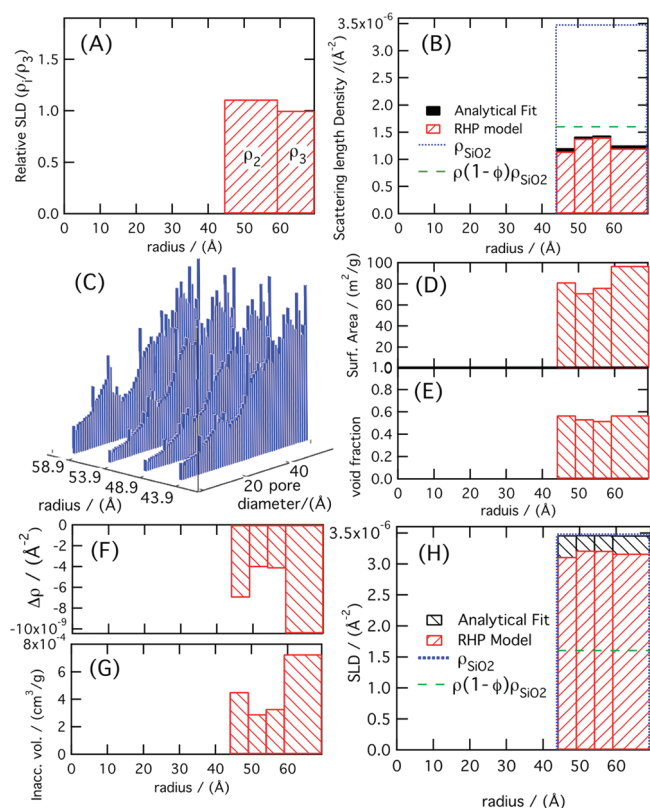 (A)
Relative SLD (ρi/ρ3)
1.5
1.0
0.5
0.0
ρ2
ρ3
0 10 20 30 40 50 60
radius / (Å)
(B)
Scattering length Density /(Å-2)
3.5x10-6
3.0
2.5
2.0
1.5
1.0
0.5
0.0
Analytical Fit
RHP model
ρSiO2
ρ(1-ϕ)ρSiO2
0 10 20 30 40 50 60
radius / (Å)
(C)
58.9
53.9
48.9
43.9
radius / (Å)
20
40
pore
diameter/(Å)
(D)
Surf. Area / (m2/g)
100
80
60
40
20
0
(E)
void fraction
1.0
0.8
0.6
0.4
0.2
0.0
0 10 20 30 40 50 60
radius / (Å)
(F)
Δρ / (Å-2)
0
-2
-4
-6
-8
-10x10-9
(G)
Inacc. vol. / (cm3/g)
8x10-4
6
4
2
0
0 10 20 30 40 50 60
radius / (Å)
(H)
SLD / (Å-2)
3.5x10-6
3.0
2.5
2.0
1.5
1.0
0.5
0.0
Analytical Fit
RHP Model
ρSiO2
ρ(1-ϕ)ρSiO2
0 10 20 30 40 50 60
radius / (Å)